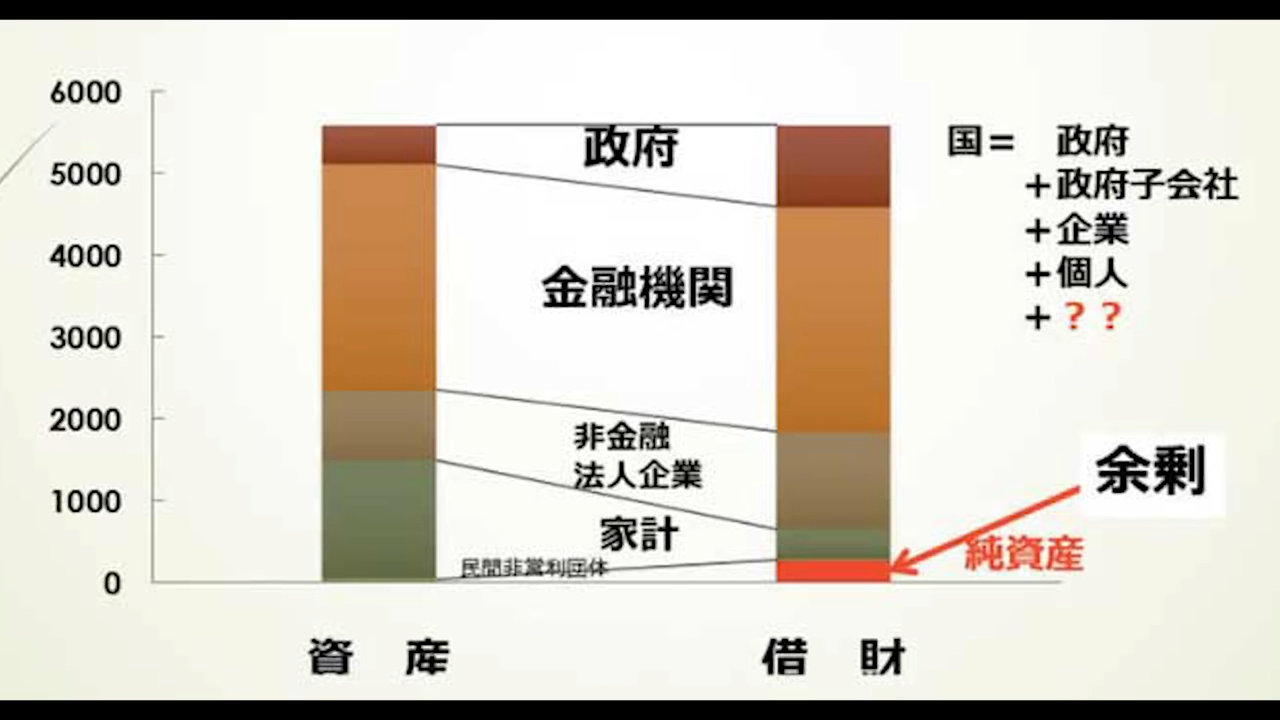 6000
5000
4000
3000
2000
1000
0
政府
金融機関
非金融
法人企業
家計
民間非営利団体
国＝ 政府
＋政府子会社
＋企業
＋個人
＋？？
余剰
純資産
資 産
借 財